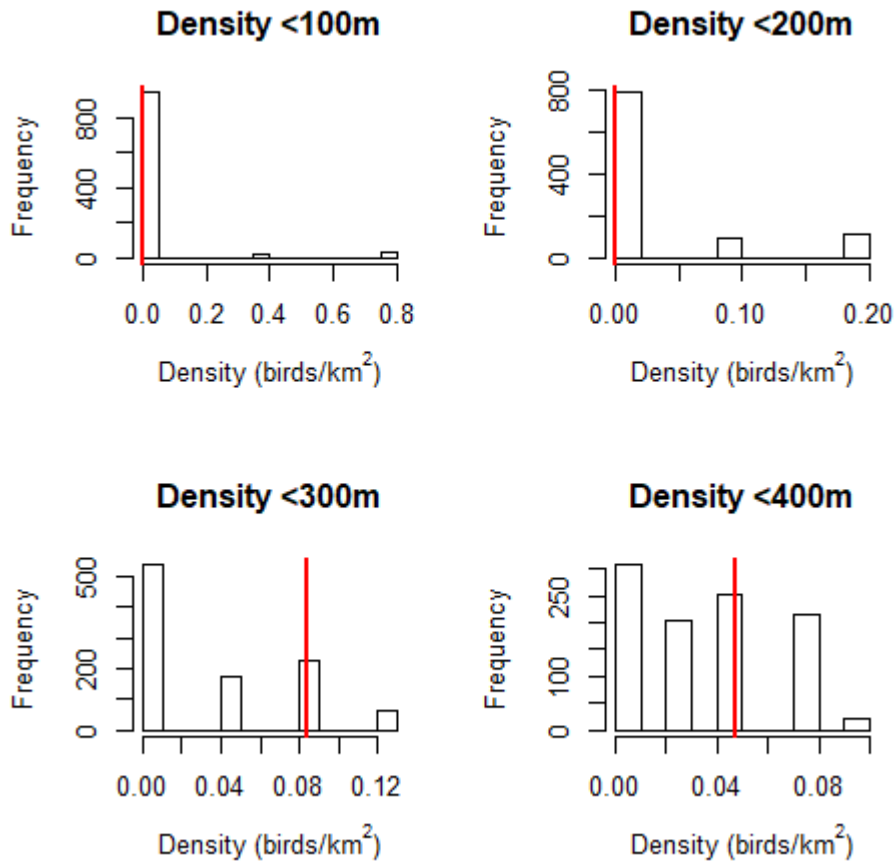 Density <100m
Frequency
0 400 800
0.0 0.2 0.4 0.6 0.8
Density (birds/km²)
Density <200m
Frequency
0 400 800
0.00 0.10 0.20
Density (birds/km²)
Density <300m
Frequency
0 200 500
0.00 0.04 0.08 0.12
Density (birds/km²)
Density <400m
Frequency
0 100 250
0.00 0.04 0.08
Density (birds/km²)